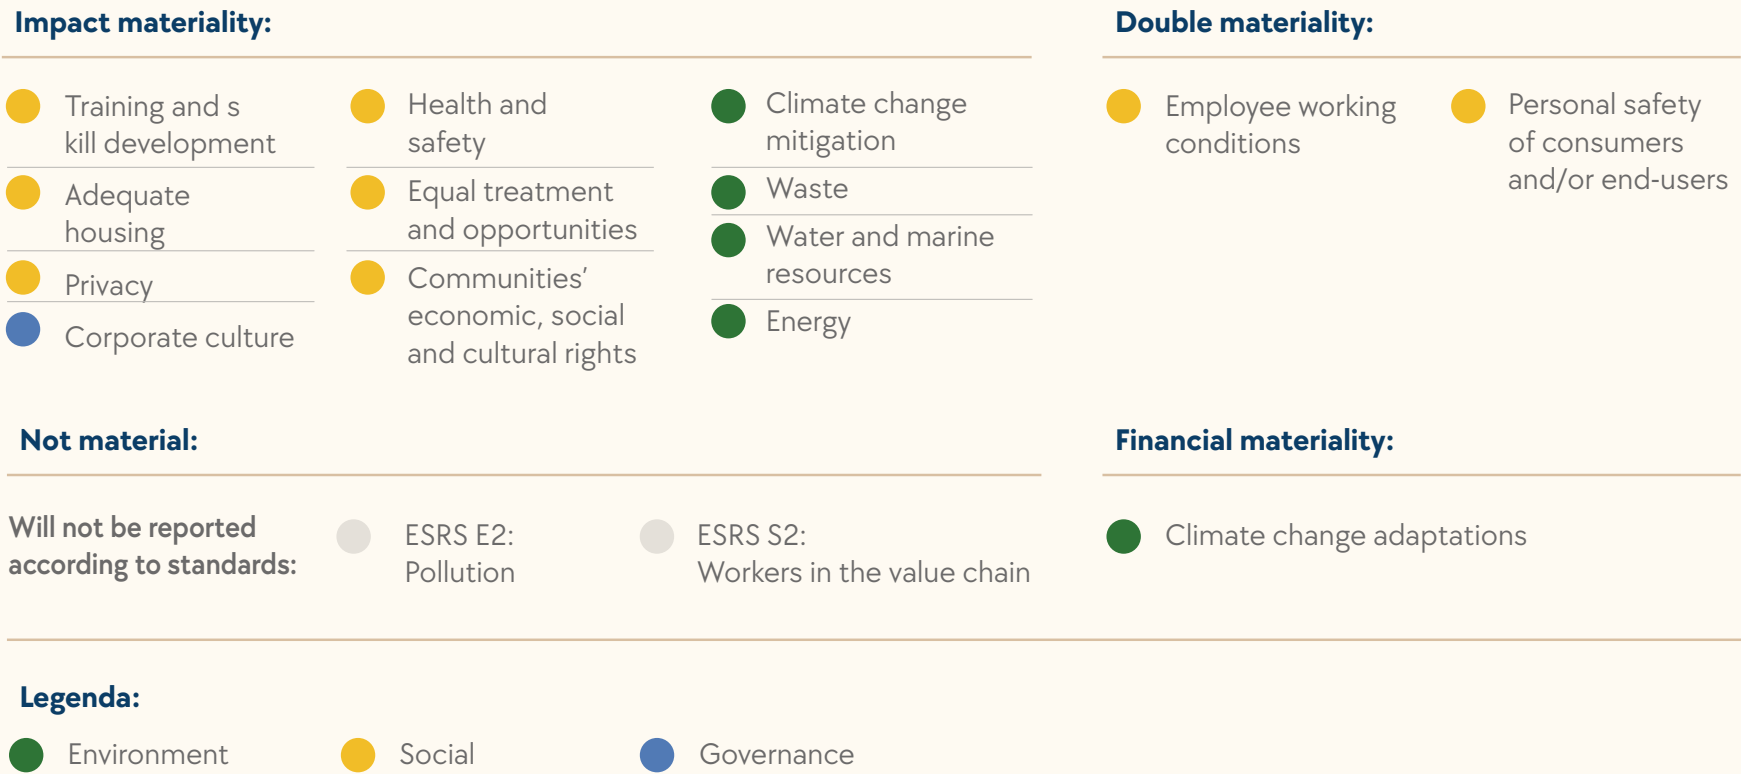 Impact materiality:
Training and s
kill development
Adequate
housing
Privacy
Corporate culture
Health and
safety
Equal treatment
and opportunities
Communities’
economic, social
and cultural rights
Climate change
mitigation
Waste
Water and marine
resources
Energy
Double materiality:
Employee working
conditions
Personal safety
of consumers
and/or end-users
Not material:
Will not be reported
according to standards:
ESRS E2:
Pollution
ESRS S2:
Workers in the value chain
Financial materiality:
Climate change adaptations
Legenda:
Environment
Social
Governance